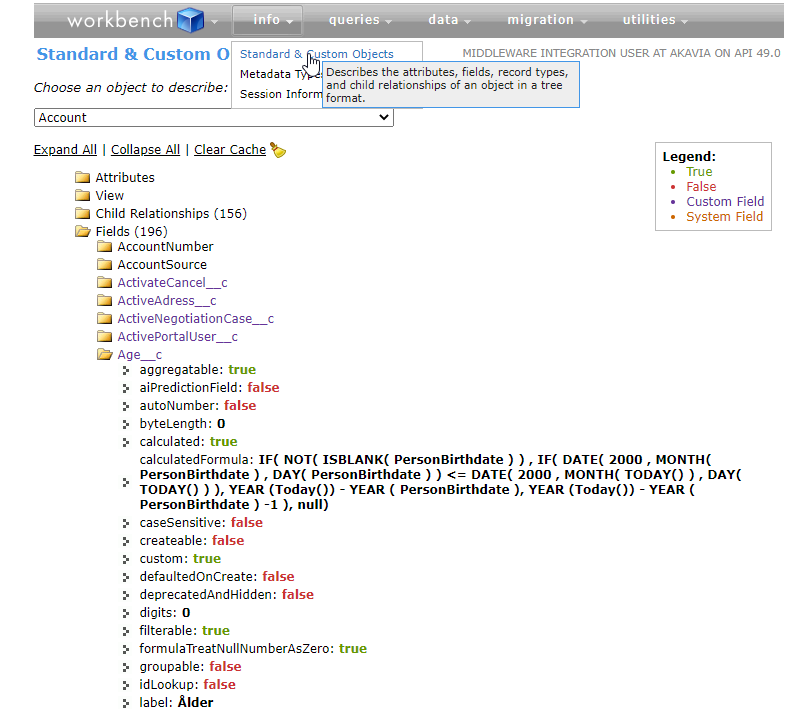 workbench info queries data migration utilities
Standard & Custom O
Standard & Custom Objects
MIDDLEWARE INTEGRATION USER AT AKAVIA ON API 49.0
Metadata Typ
Session Inform
Describes the attributes, fields, record types,
and child relationships of an object in a tree
format.
Choose an object to describe:
Account
Expand All | Collapse All | Clear Cache
Legend:
True
False
Custom Field
System Field
Attributes
View
Child Relationships (156)
Fields (196)
AccountNumber
AccountSource
ActivateCancel__c
ActiveAdress__c
ActiveNegotiationCase__c
ActivePortalUser__c
Age__c
aggregatable: true
aiPredictionField: false
autoNumber: false
byteLength: 0
calculated: true
calculatedFormula: IF( NOT( ISBLANK( PersonBirthdate ) ) , IF( DATE( 2000 , MONTH(
PersonBirthdate ) , DAY( PersonBirthdate ) ) <= DATE( 2000 , MONTH( TODAY() ) , DAY(
TODAY() ) ), YEAR (Today()) - YEAR ( PersonBirthdate ), YEAR (Today()) - YEAR (
PersonBirthdate ) -1 ), null)
caseSensitive: false
createable: false
custom: true
defaultedOnCreate: false
deprecatedAndHidden: false
digits: 0
filterable: true
formulaTreatNullNumberAsZero: true
groupable: false
idLookup: false
label: Ålder